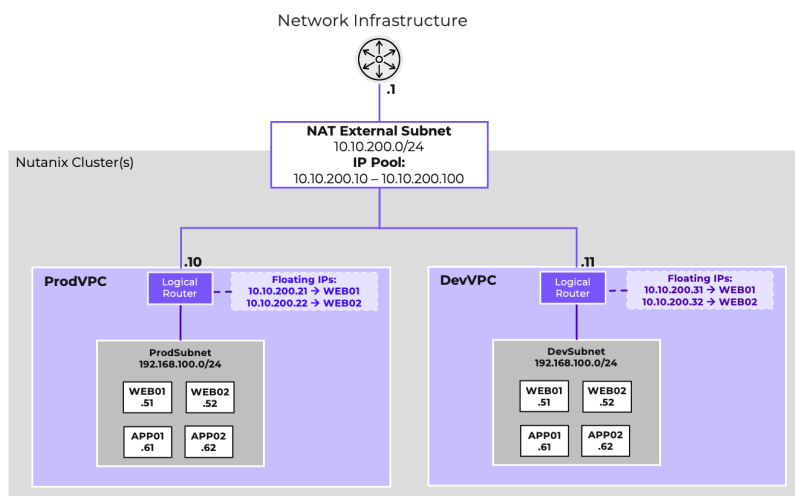 Network Infrastructure
.1
NAT External Subnet
10.10.200.0/24
IP Pool:
10.10.200.10 – 10.10.200.100
Nutanix Cluster(s)
.10
ProdVPC
Logical
Router
Floating IPs:
10.10.200.21 → WEB01
10.10.200.22 → WEB02
ProdSubnet
192.168.100.0/24
WEB01
.51
WEB02
.52
APP01
.61
APP02
.62
.11
DevVPC
Logical
Router
Floating IPs:
10.10.200.31 → WEB01
10.10.200.32 → WEB02
DevSubnet
192.168.100.0/24
WEB01
.51
WEB02
.52
APP01
.61
APP02
.62